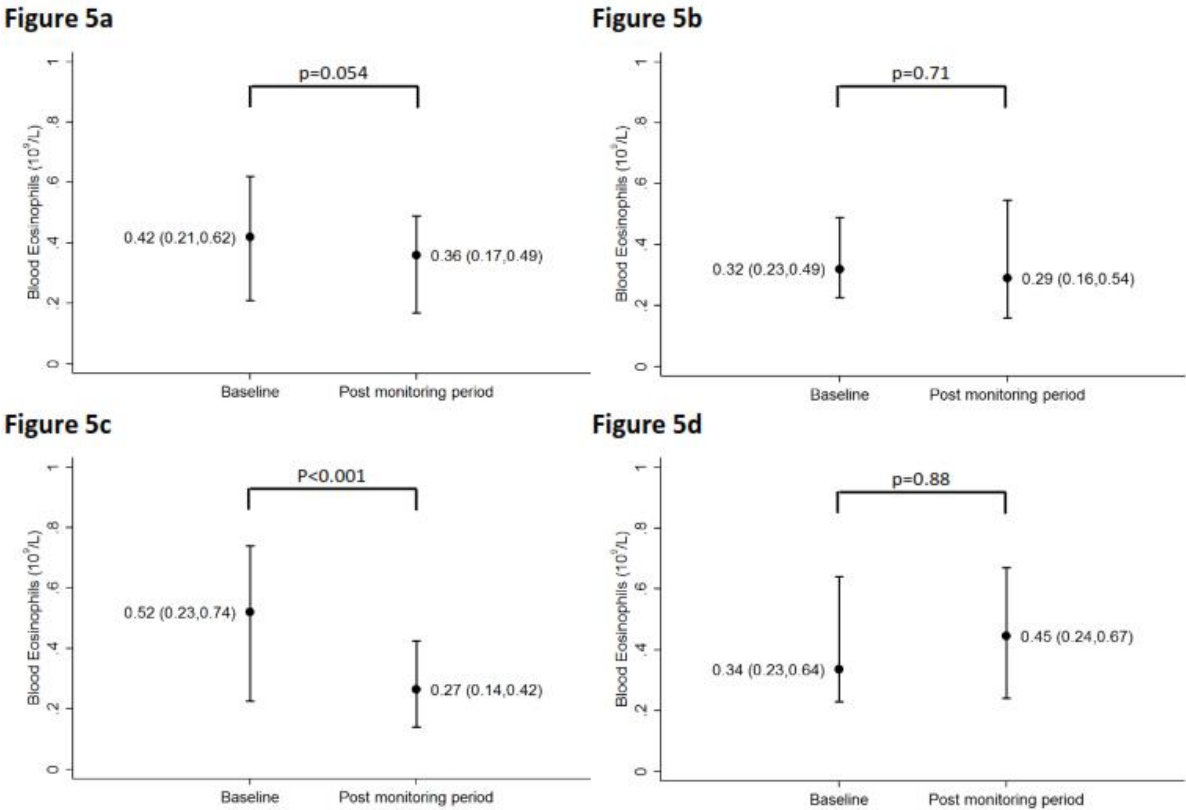 Figure 5a
p=0.054
1
.8
.6
.4
.2
0
Blood Eosinophils (10⁹/L)
0.42 (0.21,0.62)
0.36 (0.17,0.49)
Baseline Post monitoring period
Figure 5b
p=0.71
1
.8
.6
.4
.2
0
Blood Eosinophils (10⁹/L)
0.32 (0.23,0.49)
0.29 (0.16,0.54)
Baseline Post monitoring period
Figure 5c
P<0.001
1
.8
.6
.4
.2
0
Blood Eosinophils (10⁹/L)
0.52 (0.23,0.74)
0.27 (0.14,0.42)
Baseline Post monitoring period
Figure 5d
p=0.88
1
.8
.6
.4
.2
0
Blood Eosinophils (10⁹/L)
0.34 (0.23,0.64)
0.45 (0.24,0.67)
Baseline Post monitoring period